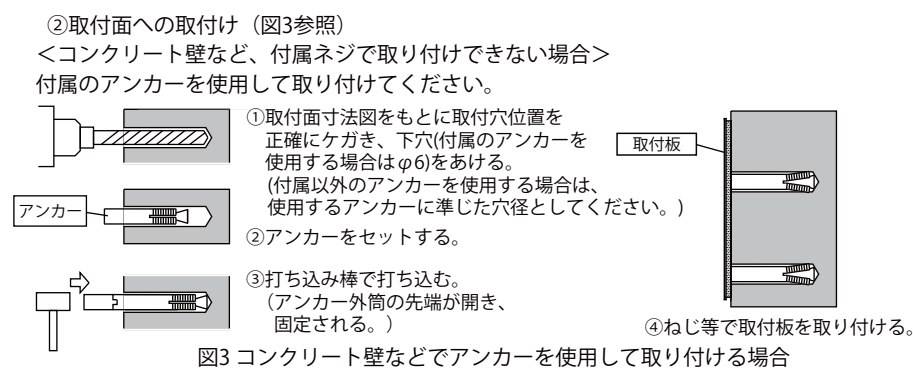 ②取付面への取付け（図3参照）
＜コンクリート壁など、付属ネジで取り付けできない場合＞
付属のアンカーを使用して取り付けてください。
①取付面寸法図をもとに取付穴位置を
正確にケガき、下穴(付属のアンカーを
使用する場合はφ6)をあける。
(付属以外のアンカーを使用する場合は、
使用するアンカーに準じた穴径としてください。)
アンカー
②アンカーをセットする。
③打ち込み棒で打ち込む。
（アンカー外筒の先端が開き、
固定される。）
取付板
④ねじ等で取付板を取り付ける。
図3 コンクリート壁などでアンカーを使用して取り付ける場合